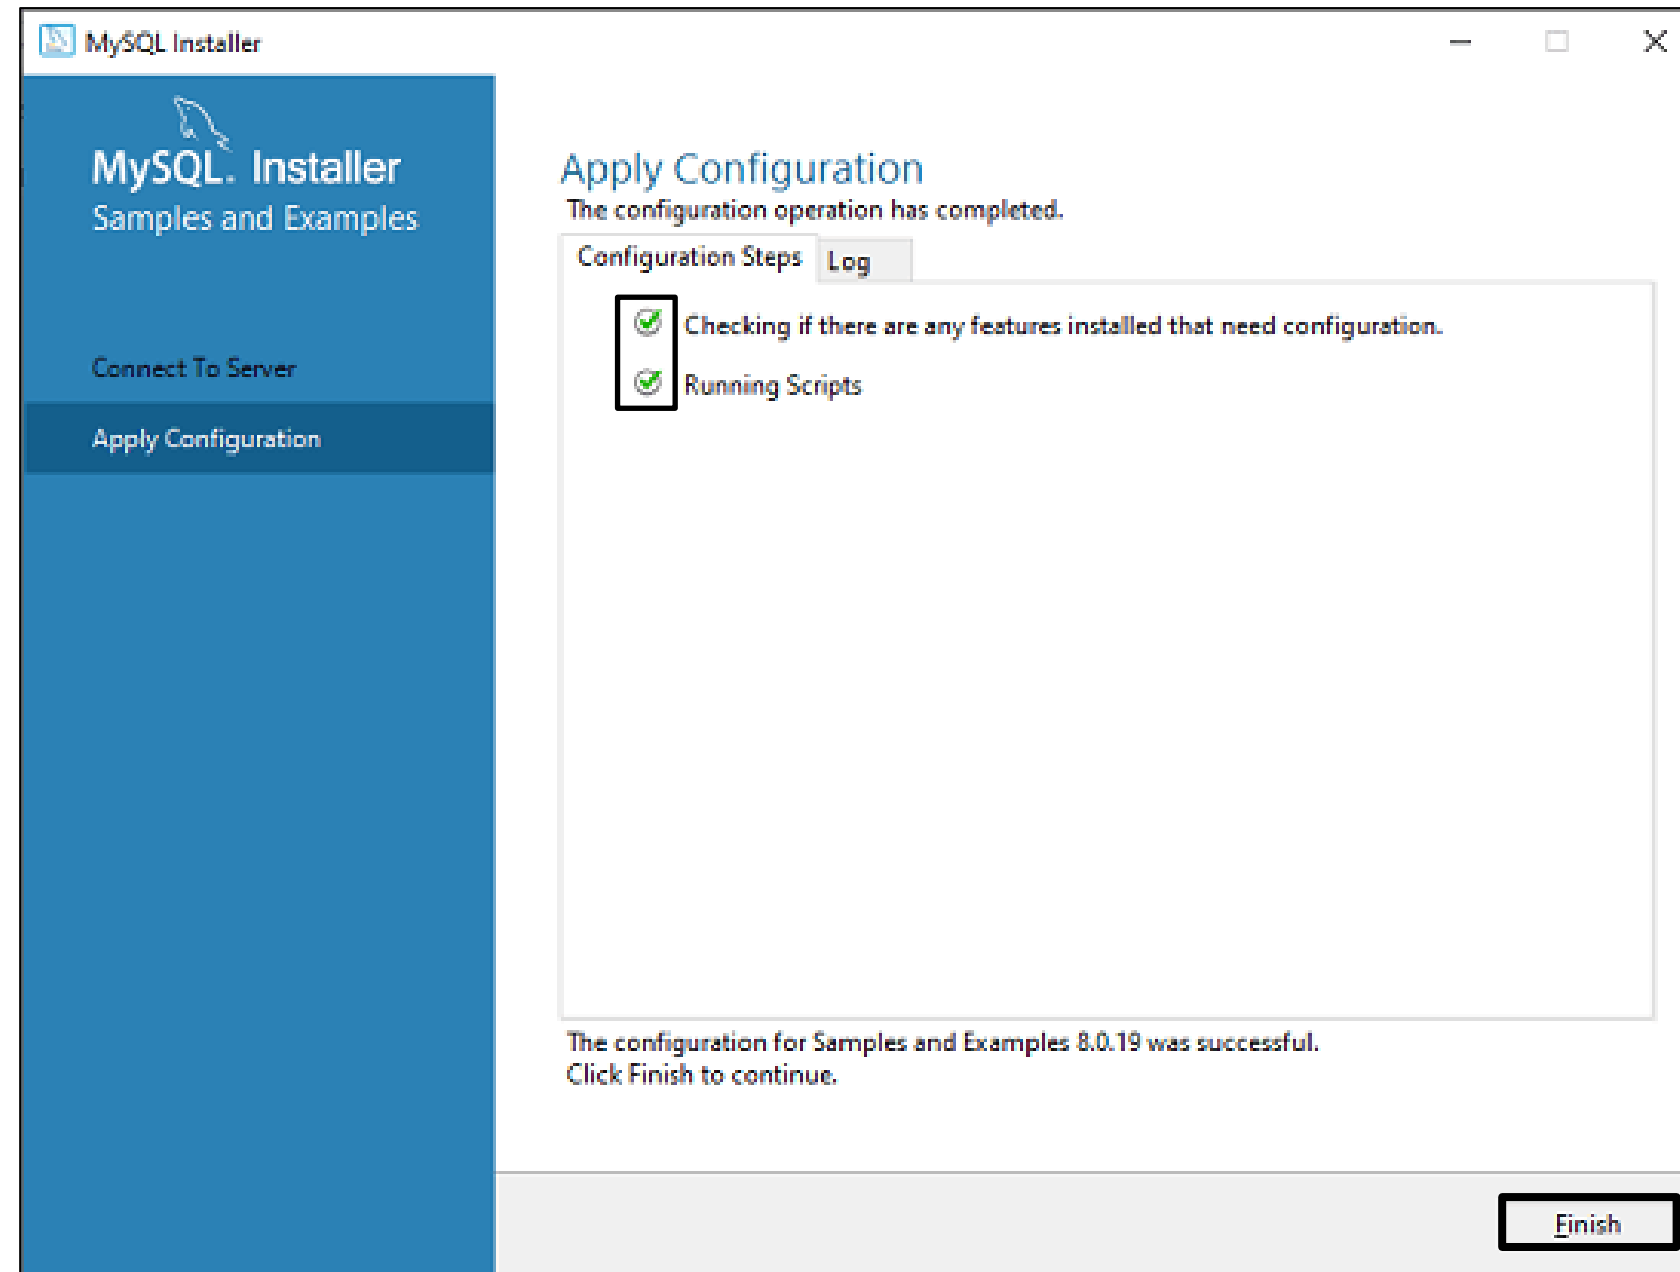 MySQL Installer
MySQL. Installer
Samples and Examples
Connect To Server
Apply Configuration
Apply Configuration
The configuration operation has completed.
Configuration Steps
Log
Checking if there are any features installed that need configuration.
Running Scripts
The configuration for Samples and Examples 8.0.19 was successful.
Click Finish to continue.
Finish